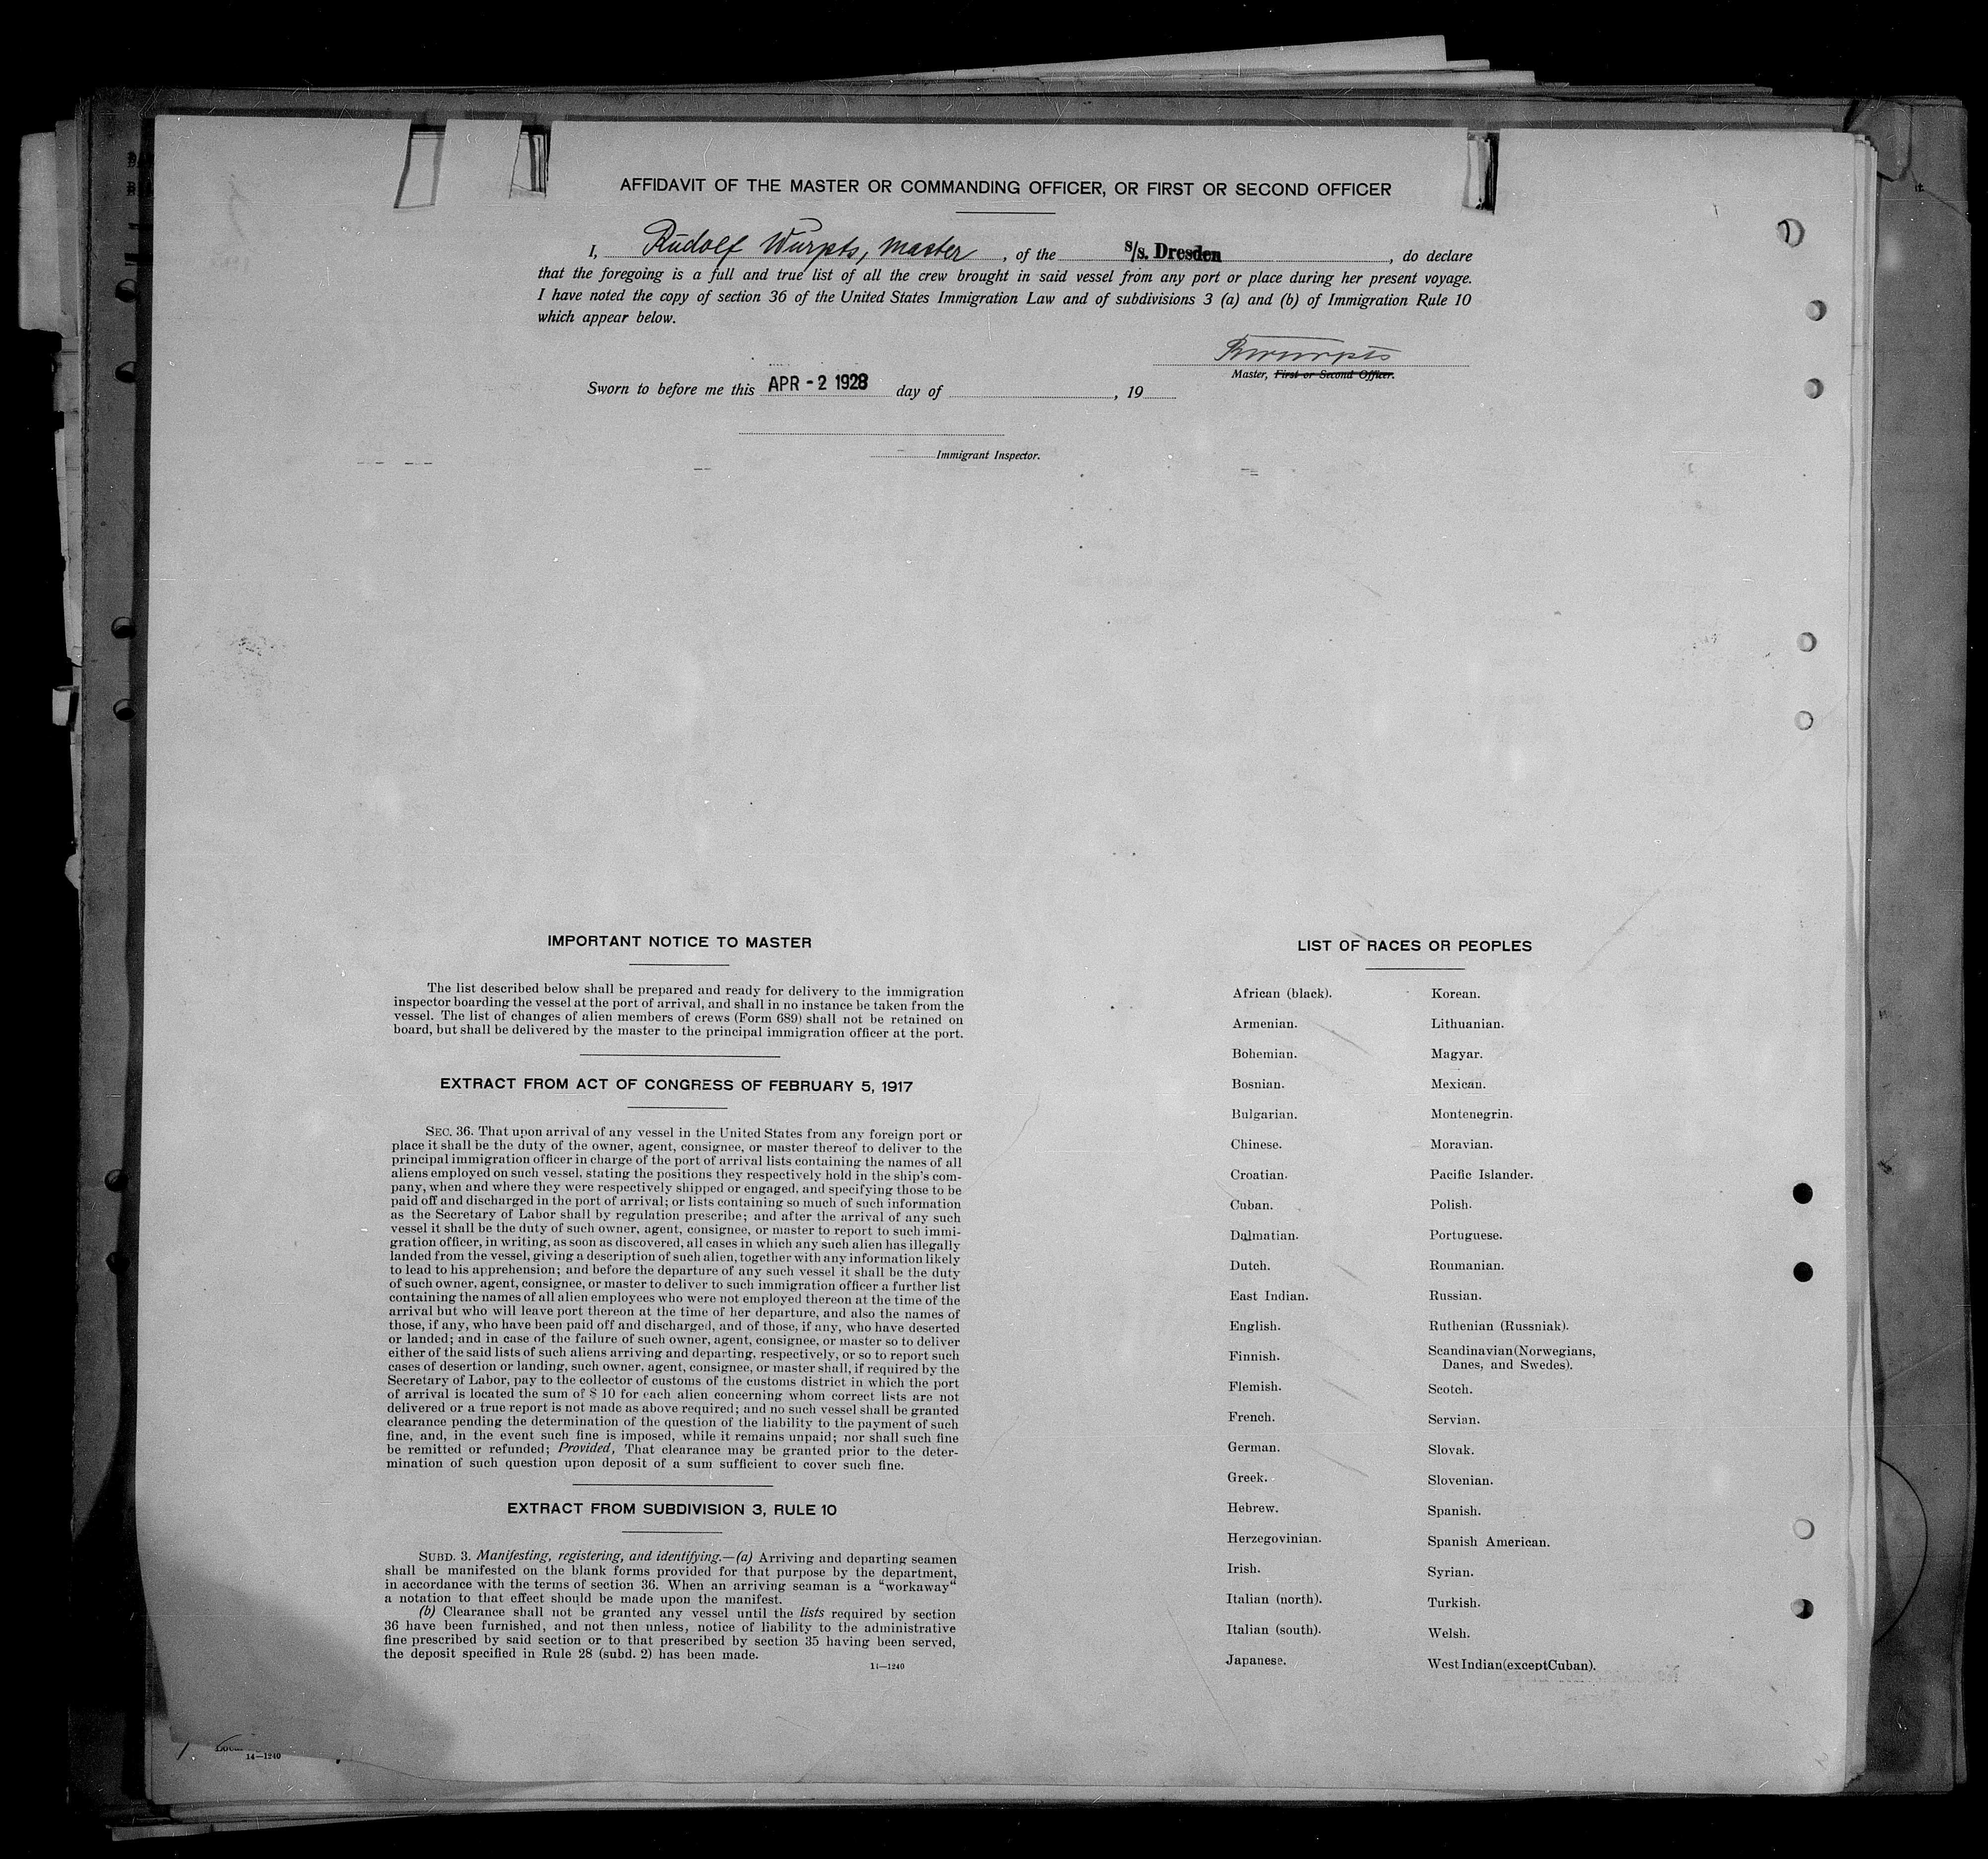 AFFIDAVIT OF THE MASTER OR COMMANDING OFFICER, OR FIRST OR SECOND OFFICER
I, Rudolf Wurpts, Master, of the S/s. Dresden, do declare
that the foregoing is a full and true list of all the crew brought in said vessel from any port or place during her present voyage.
I have noted the copy of section 36 of the United States Immigration Law and of subdivisions 3 (a) and (b) of Immigration Rule 10
which appear below.
RWurpts
Master, First or Second Officer.
Sworn to before me this APR - 2 1928 day of , 19
Immigrant Inspector.
IMPORTANT NOTICE TO MASTER
The list described below shall be prepared and ready for delivery to the immigration
inspector boarding the vessel at the port of arrival, and shall in no instance be taken from the
vessel. The list of changes of alien members of crews (Form 689) shall not be retained on
board, but shall be delivered by the master to the principal immigration officer at the port.
EXTRACT FROM ACT OF CONGRESS OF FEBRUARY 5, 1917
SEC. 36. That upon arrival of any vessel in the United States from any foreign port or
place it shall be the duty of the owner, agent, consignee, or master thereof to deliver to the
principal immigration officer in charge of the port of arrival lists containing the names of all
aliens employed on such vessel, stating the positions they respectively hold in the ship's com-
pany, when and where they were respectively shipped or engaged, and specifying those to be
paid off and discharged in the port of arrival; or lists containing so much of such information
as the Secretary of Labor shall by regulation prescribe; and after the arrival of any such
vessel it shall be the duty of such owner, agent, consignee, or master to report to such immi-
gration officer, in writing, as soon as discovered, all cases in which any such alien has illegally
landed from the vessel, giving a description of such alien, together with any information likely
to lead to his apprehension; and before the departure of any such vessel it shall be the duty
of such owner, agent, consignee, or master to deliver to such immigration officer a further list
containing the names of all alien employees who were not employed thereon at the time of the
arrival but who will leave port thereon at the time of her departure, and also the names of
those, if any, who have been paid off and discharged, and of those, if any, who have deserted
or landed; and in case of the failure of such owner, agent, consignee, or master so to deliver
either of the said lists of such aliens arriving and departing, respectively, or so to report such
cases of desertion or landing, such owner, agent, consignee, or master shall, if required by the
Secretary of Labor, pay to the collector of customs of the customs district in which the port
of arrival is located the sum of $ 10 for each alien concerning whom correct lists are not
delivered or a true report is not made as above required; and no such vessel shall be granted
clearance pending the determination of the question of the liability to the payment of such
fine, and, in the event such fine is imposed, while it remains unpaid; nor shall such fine
be remitted or refunded; Provided, That clearance may be granted prior to the deter-
mination of such question upon deposit of a sum sufficient to cover such fine.
EXTRACT FROM SUBDIVISION 3, RULE 10
SUBD. 3. Manifesting, registering, and identifying.—(a) Arriving and departing seamen
shall be manifested on the blank forms provided for that purpose by the department,
in accordance with the terms of section 36. When an arriving seaman is a "workaway"
a notation to that effect should be made upon the manifest.
(b) Clearance shall not be granted any vessel until the lists required by section
36 have been furnished, and not then unless, notice of liability to the administrative
fine prescribed by said section or to that prescribed by section 35 having been served,
the deposit specified in Rule 28 (subd. 2) has been made.
14—1240
LIST OF RACES OR PEOPLES
African (black).
Armenian.
Bohemian.
Bosnian.
Bulgarian.
Chinese.
Croatian.
Cuban.
Dalmatian.
Dutch.
East Indian.
English.
Finnish.
Flemish.
French.
German.
Greek.
Hebrew.
Herzegovinian.
Irish.
Italian (north).
Italian (south).
Japanese.
Korean.
Lithuanian.
Magyar.
Mexican.
Montenegrin.
Moravian.
Pacific Islander.
Polish.
Portuguese.
Roumanian.
Russian.
Ruthenian (Russniak).
Scandinavian (Norwegians,
Danes, and Swedes).
Scotch.
Servian.
Slovak.
Slovenian.
Spanish.
Spanish American.
Syrian.
Turkish.
Welsh.
West Indian (except Cuban).
14—1240